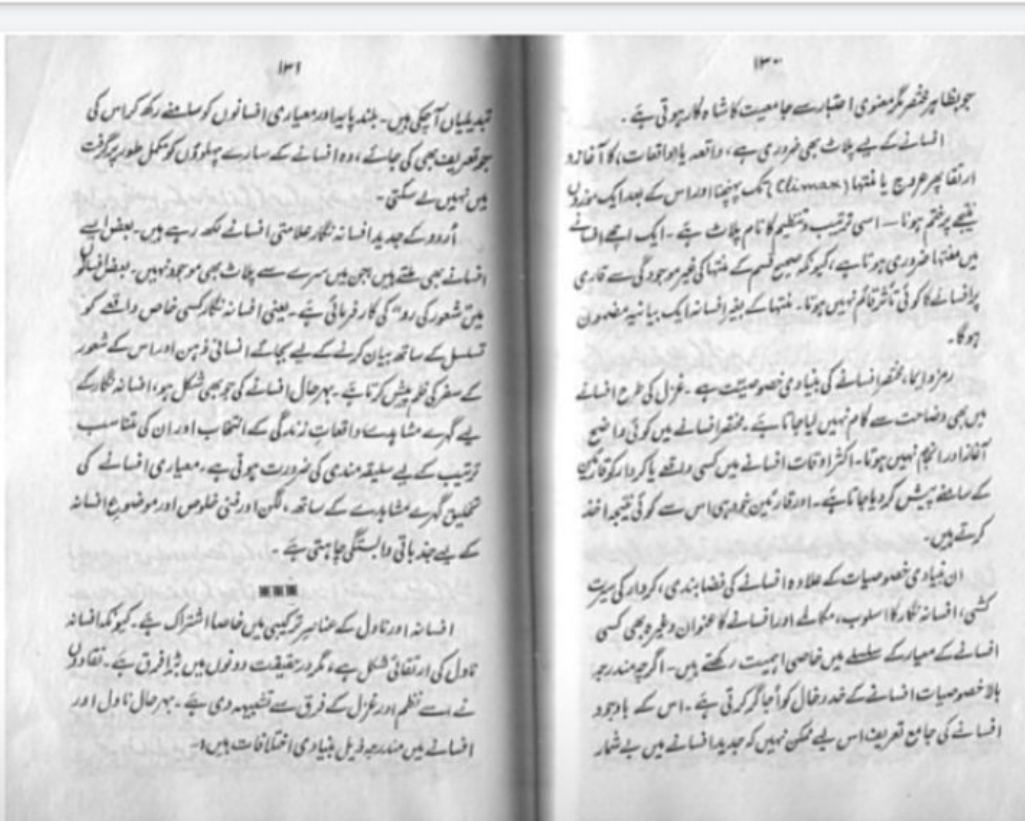 ۱۳۰
جو بظاہر مختصر مگر معنوی اعتبار سے جامعیت کا شاہ کار ہوتی ہے۔
افسانے کے لیے پلاٹ بھی ضروری ہے، واقعہ یا واقعات، کا آغاز و
ارتقا پھر عروج یا منتہا (Climax) تک پہنچنا اور اس کے بعد ایک موزوں
نتیجے پر ختم ہونا — اسی ترتیب و تنظیم کا نام پلاٹ ہے۔ ایک اچھے افسانے
میں منتہا ضروری ہوتا ہے، کیونکہ صحیح قسم کے منتہا کی غیر موجودگی سے قاری
پر افسانے کا کوئی تاثر قائم نہیں ہوتا۔ منتہا کے بغیر افسانہ ایک بیانیہ مضمون
ہوگا۔
رمز و ایما، مختصر افسانے کی بنیادی خصوصیت ہے۔ غزل کی طرح افسانے
میں بھی وضاحت سے کام نہیں لیا جاتا ہے۔ مختصر افسانے میں کوئی واضح
آغاز اور انجام نہیں ہوتا۔ اکثر اوقات افسانے میں کسی واقعے یا کردار کو قارئین
کے سامنے پیش کر دیا جاتا ہے۔ اور قارئین خود ہی اس سے کوئی نتیجہ اخذ
کرتے ہیں۔
ان بنیادی خصوصیات کے علاوہ افسانے کی فضا بندی، کردار کی سیرت
کشی، افسانہ نگار کا اسلوب، مکالمے اور افسانے کا عنوان وغیرہ بھی کسی
افسانے کے معیار کے سلسلے میں خاصی اہمیت رکھتے ہیں۔ اگرچہ مندرجہ
بالا خصوصیات افسانے کے خد و خال کو اُجاگر کرتی ہے۔ اس کے باوجود
افسانے کی جامع تعریف اس لیے ممکن نہیں کہ جدید افسانے میں بے شمار
۱۳۱
تبدیلیاں آچکی ہیں۔ بلند پایہ اور معیاری افسانوں کو سامنے رکھ کر اس کی
جو تعریف بھی کی جائے، وہ افسانے کے سارے پہلوؤں کو مکمل طور پر گرفت
میں نہیں لے سکتی۔
اُردو کے جدید افسانہ نگار علامتی افسانے لکھ رہے ہیں۔ بعض ایسے
افسانے بھی ملتے ہیں جن میں سرے سے پلاٹ بھی موجود نہیں۔ بعض افسانوں
میں "شعور کی رو" کی کار فرمائی ہے۔ یعنی افسانہ نگار کسی خاص واقعے کو
تسلسل کے ساتھ بیان کرنے کے لیے بجائے انسانی ذہن اور اس کے شعور
کے سفر کی نظم پیش کرتا ہے۔ بہرحال افسانے کی جو بھی شکل ہو، افسانہ نگار کے
لیے گہرے مشاہدے واقعاتِ زندگی کے انتخاب اور ان کی متناسب
ترتیب کے لیے سلیقہ مندی کی ضرورت ہوتی ہے۔ معیاری افسانے کی
تخلیق گہرے مشاہدے کے ساتھ، لگن اور فنی خلوص اور موضوعِ افسانہ
کے لیے جذباتی وابستگی چاہتی ہے۔
افسانہ اور ناول کے عناصر ترکیبی میں خاصا اشتراک ہے۔ کیونکہ افسانہ
ناول کی ارتقائی شکل ہے، مگر درحقیقت دونوں میں بڑا فرق ہے۔ نقادوں
نے اسے نظم اور غزل کے فرق سے تشبیہہ دی ہے۔ بہرحال ناول اور
افسانے میں مندرجہ ذیل بنیادی اختلافات ہیں:۔